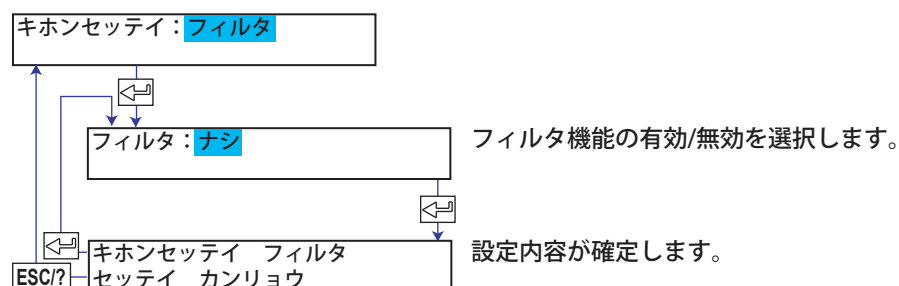 キホンセッテイ：フィルタ
フィルタ：ナシ
フィルタ機能の有効/無効を選択します。
キホンセッテイ　フィルタ
設定内容が確定します。
ESC/?
セッテイ　カンリョウ